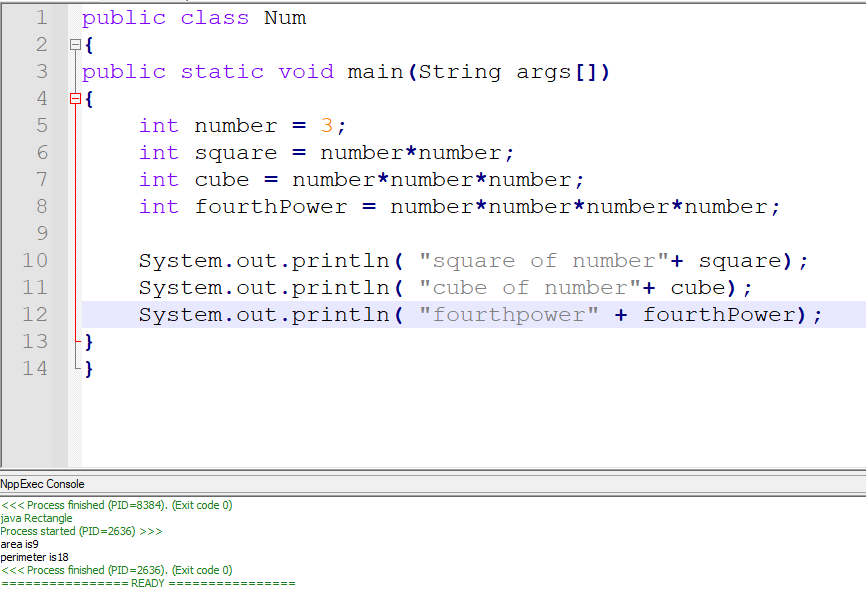 1 public class Num
2 {
3 public static void main(String args[])
4 {
5 int number = 3;
6 int square = number*number;
7 int cube = number*number*number;
8 int fourthPower = number*number*number*number;
9
10 System.out.println( "square of number"+ square);
11 System.out.println( "cube of number"+ cube);
12 System.out.println( "fourthpower" + fourthPower);
13 }
14 }
NppExec Console
<<< Process finished (PID=8384). (Exit code 0)
java Rectangle
Process started (PID=2636) >>>
area is9
perimeter is18
<<< Process finished (PID=2636). (Exit code 0)
================ READY ================